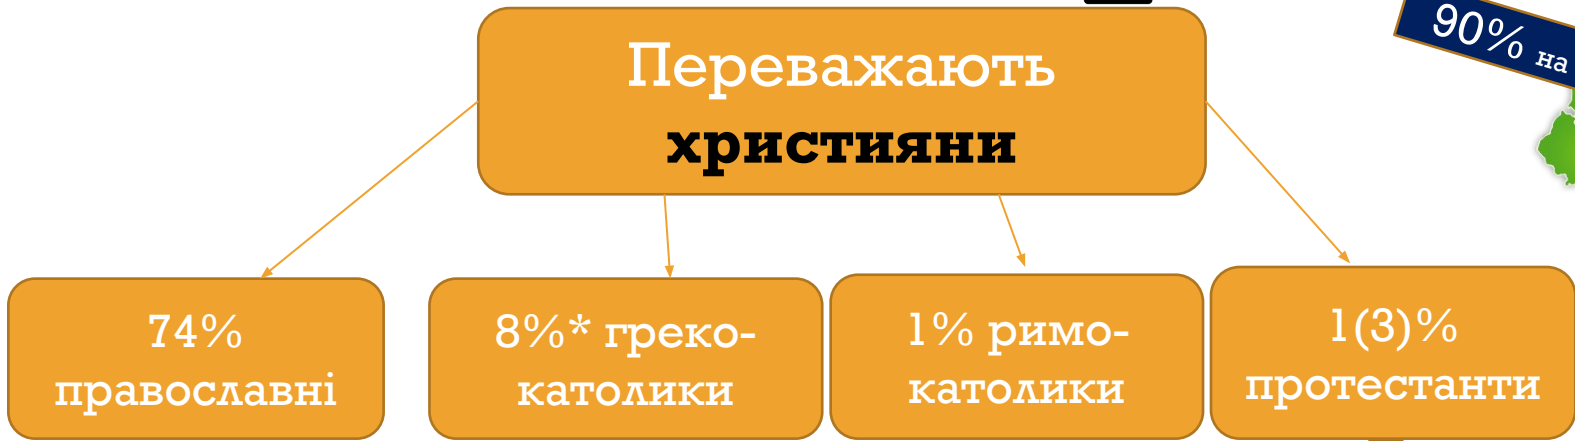 90% на
Переважають
християни
74%
православні
8%* греко-
католики
1% римо-
католики
1(3)%
протестанти